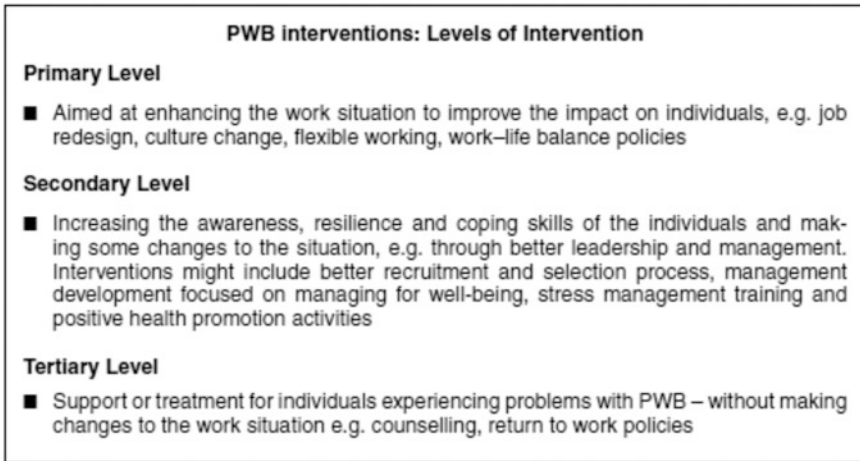 PWB interventions: Levels of Intervention
Primary Level
■ Aimed at enhancing the work situation to improve the impact on individuals, e.g. job
redesign, culture change, flexible working, work–life balance policies
Secondary Level
■ Increasing the awareness, resilience and coping skills of the individuals and mak-
ing some changes to the situation, e.g. through better leadership and management.
Interventions might include better recruitment and selection process, management
development focused on managing for well-being, stress management training and
positive health promotion activities
Tertiary Level
■ Support or treatment for individuals experiencing problems with PWB – without making
changes to the work situation e.g. counselling, return to work policies